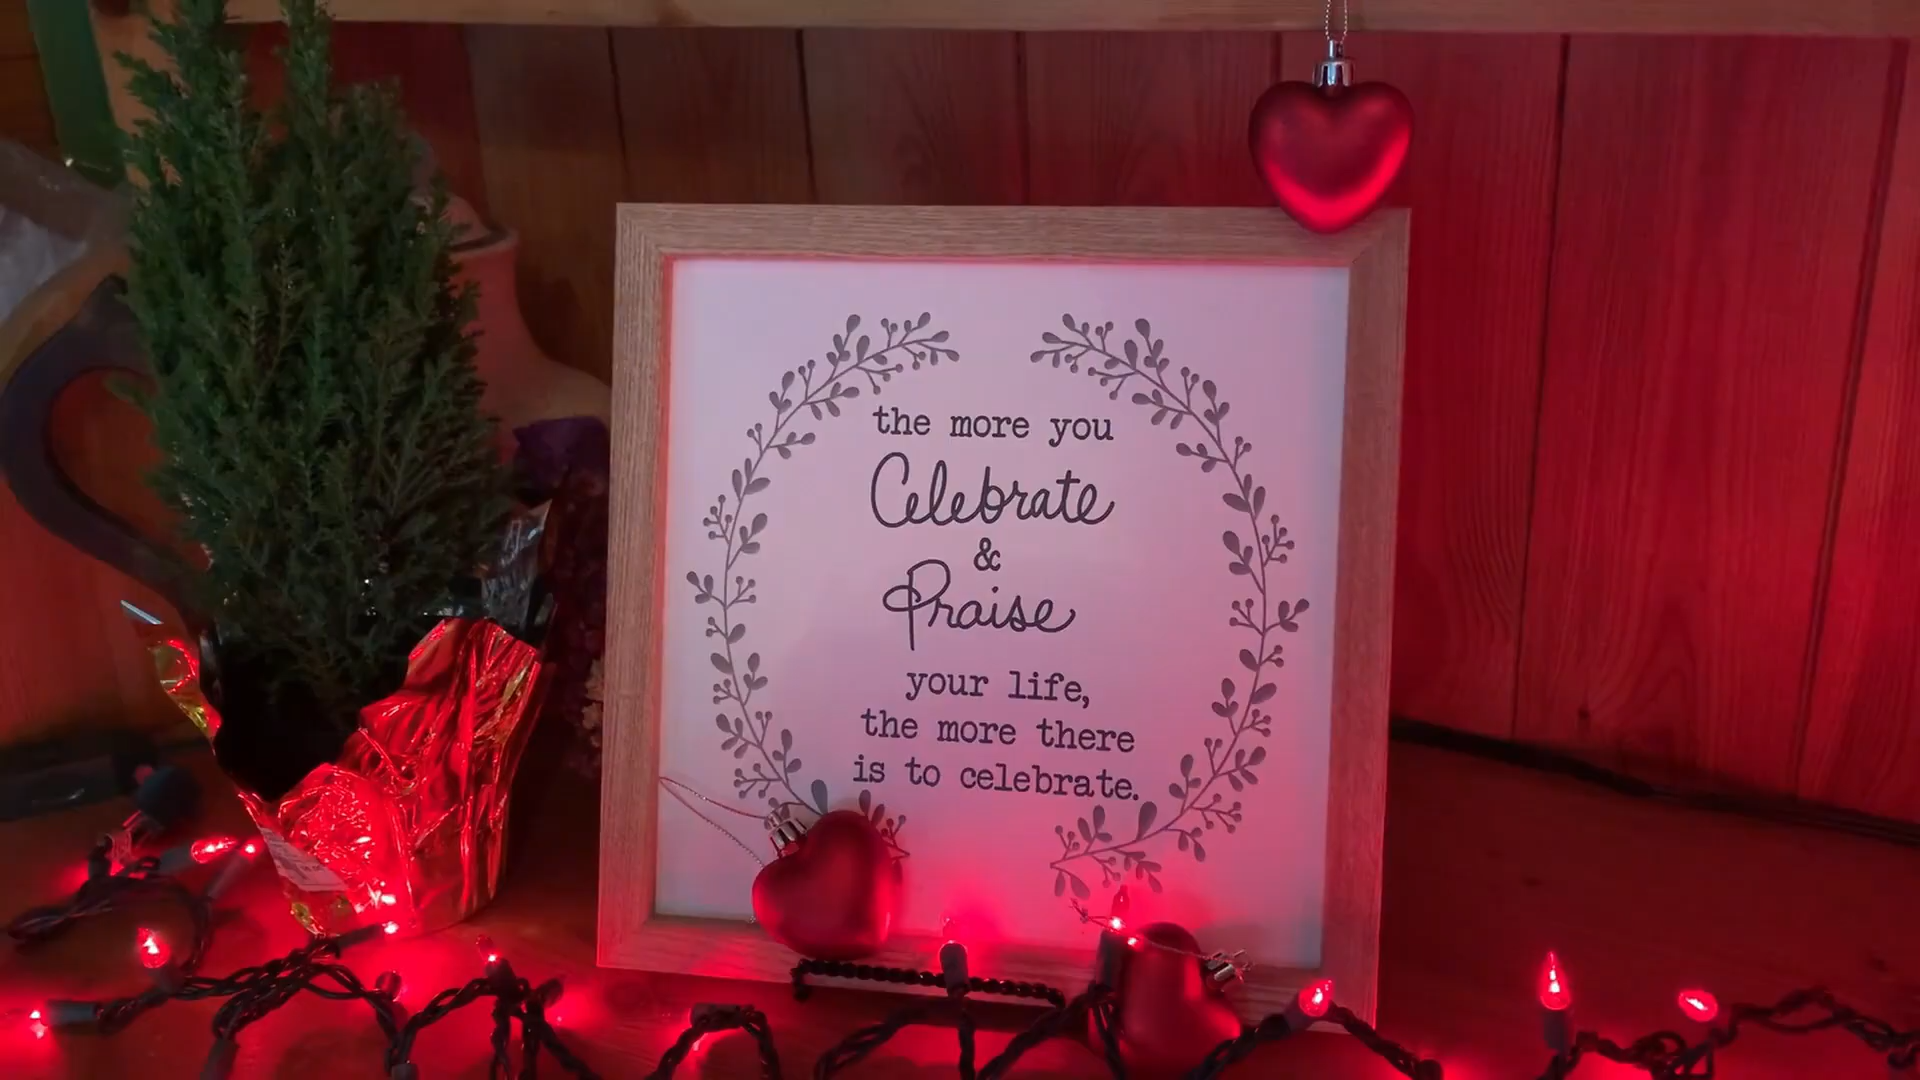 the more you
Celebrate
&
Praise
your life,
the more there
is to celebrate.